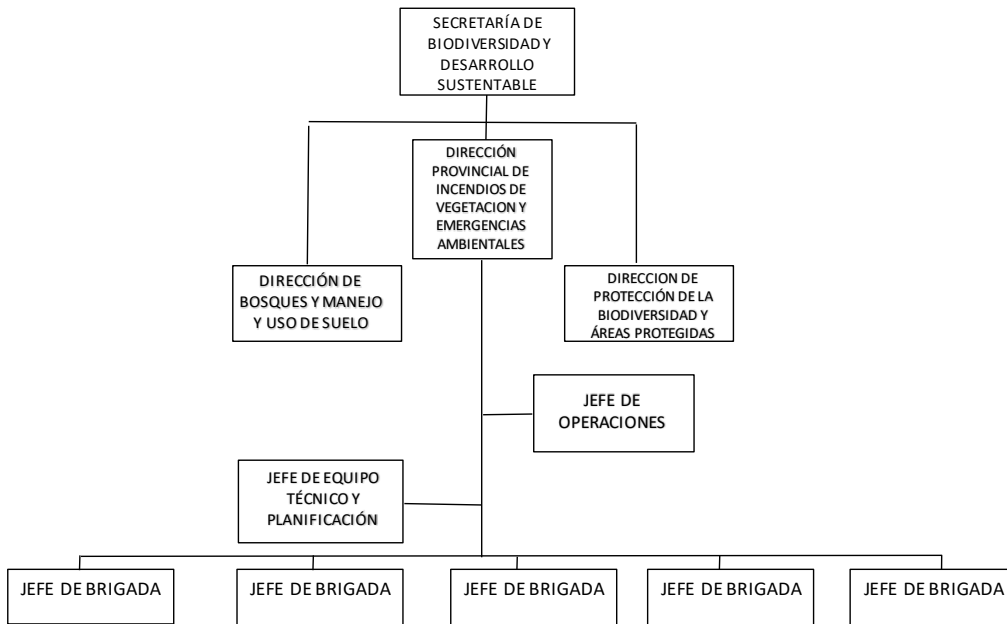 SECRETARÍA DE
BIODIVERSIDAD Y
DESARROLLO
SUSTENTABLE
DIRECCIÓN
PROVINCIAL DE
INCENDIOS DE
VEGETACION Y
EMERGENCIAS
AMBIENTALES
DIRECCIÓN DE
BOSQUES Y MANEJO
Y USO DE SUELO
DIRECCION DE
PROTECCIÓN DE LA
BIODIVERSIDAD Y
ÁREAS PROTEGIDAS
JEFE DE
OPERACIONES
JEFE DE EQUIPO
TÉCNICO Y
PLANIFICACIÓN
JEFE DE BRIGADA
JEFE DE BRIGADA
JEFE DE BRIGADA
JEFE DE BRIGADA
JEFE DE BRIGADA